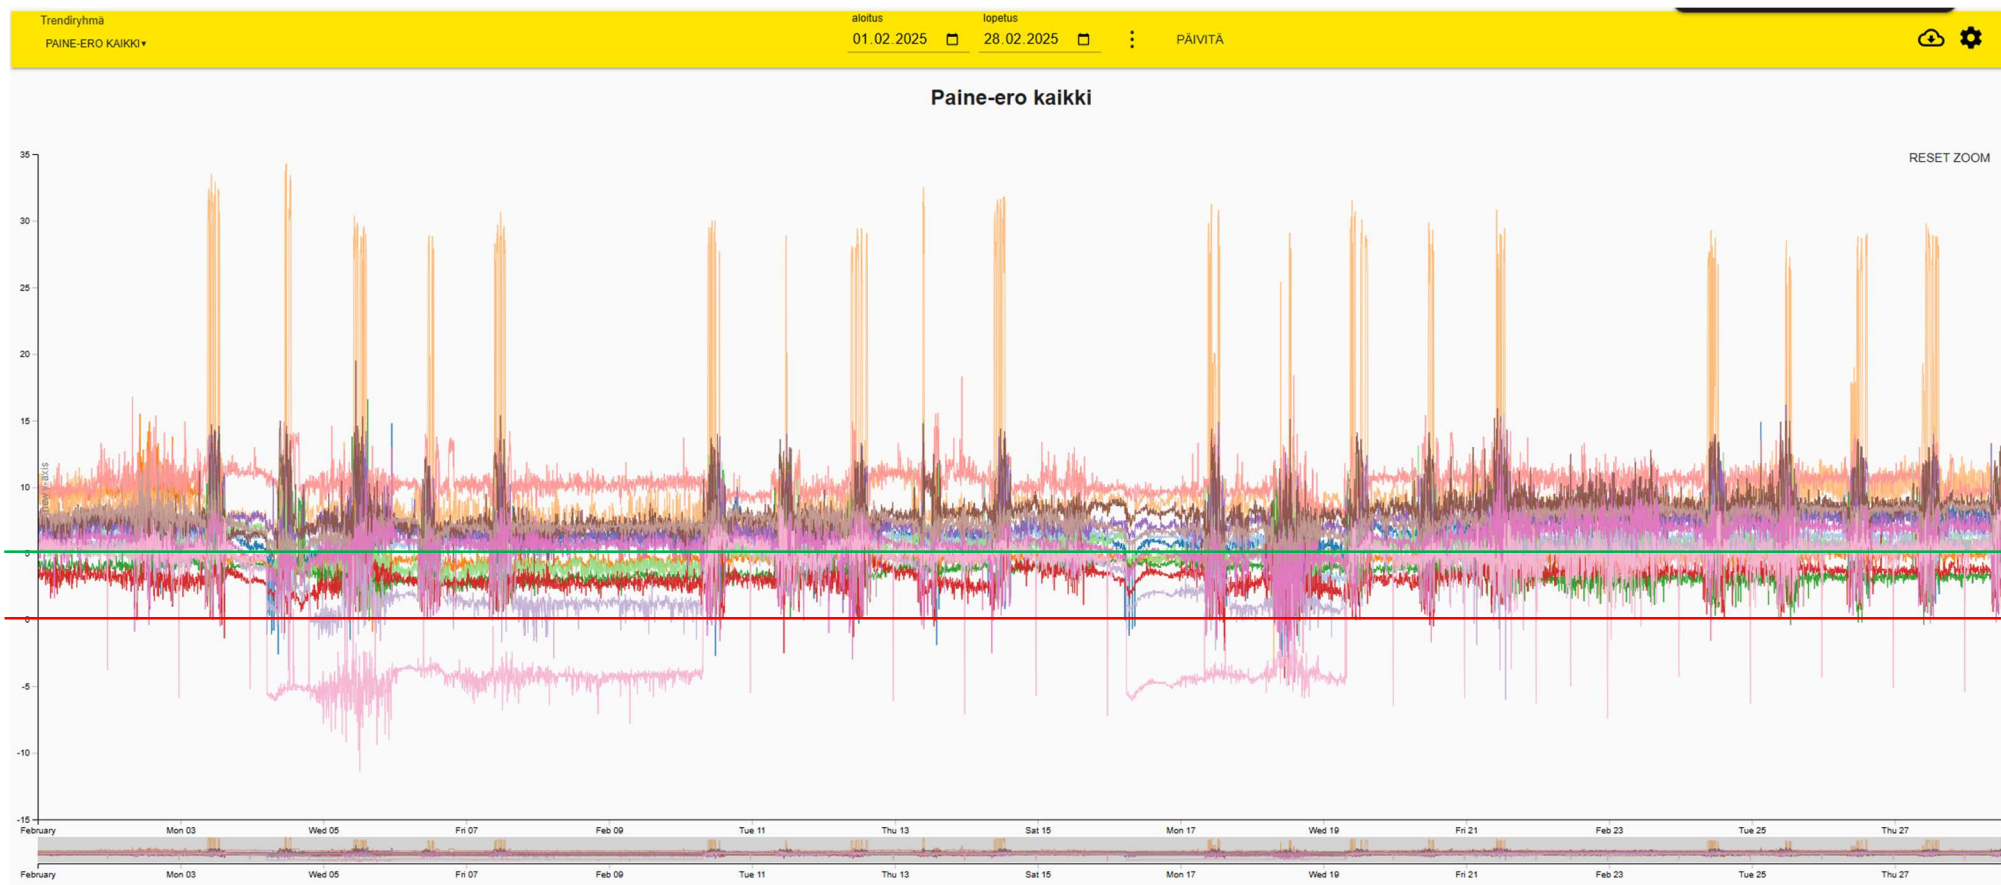 Trendiryhmä
PAINE-ERO KAIKKI▾
aloitus
01.02.2025
lopetus
28.02.2025
PÄIVITÄ
Paine-ero kaikki
RESET ZOOM
35
30
25
20
15
10
5
0
-5
-10
-15
February
Mon 03
Wed 05
Fri 07
Feb 09
Tue 11
Thu 13
Sat 15
Mon 17
Wed 19
Fri 21
Feb 23
Tue 25
Thu 27
February
Mon 03
Wed 05
Fri 07
Feb 09
Tue 11
Thu 13
Sat 15
Mon 17
Wed 19
Fri 21
Feb 23
Tue 25
Thu 27